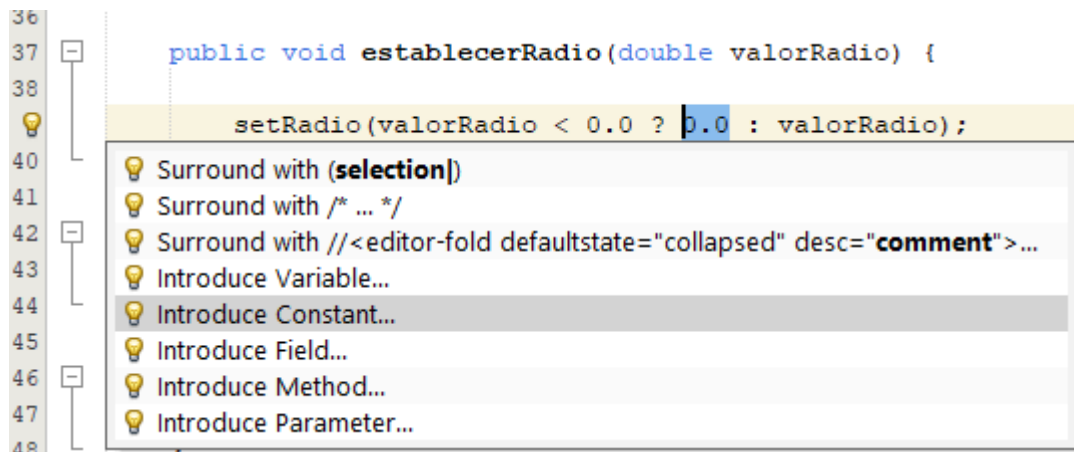 36
37 public void establecerRadio(double valorRadio) {
38
setRadio(valorRadio < 0.0 ? 0.0 : valorRadio);
40 Surround with (selection|)
41 Surround with /* ... */
42 Surround with //<editor-fold defaultstate="collapsed" desc="comment">...
43 Introduce Variable...
44 Introduce Constant...
45 Introduce Field...
46 Introduce Method...
47 Introduce Parameter...
48